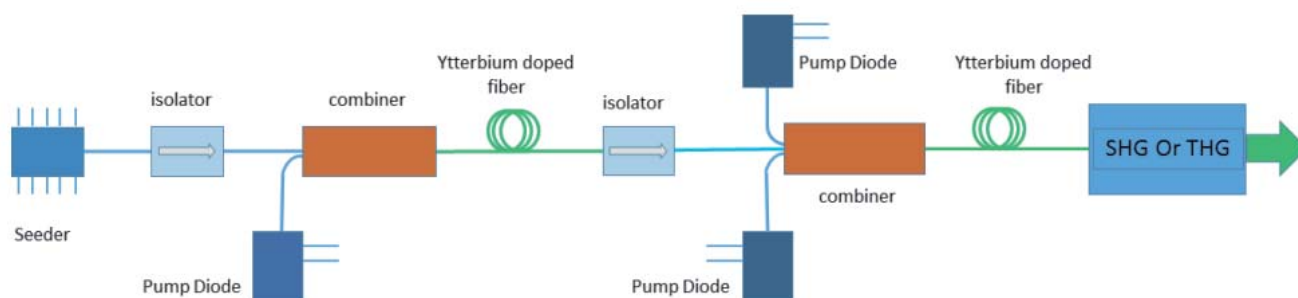 Seeder
isolator
Pump Diode
combiner
Ytterbium doped
fiber
isolator
Pump Diode
Pump Diode
combiner
Ytterbium doped
fiber
SHG Or THG